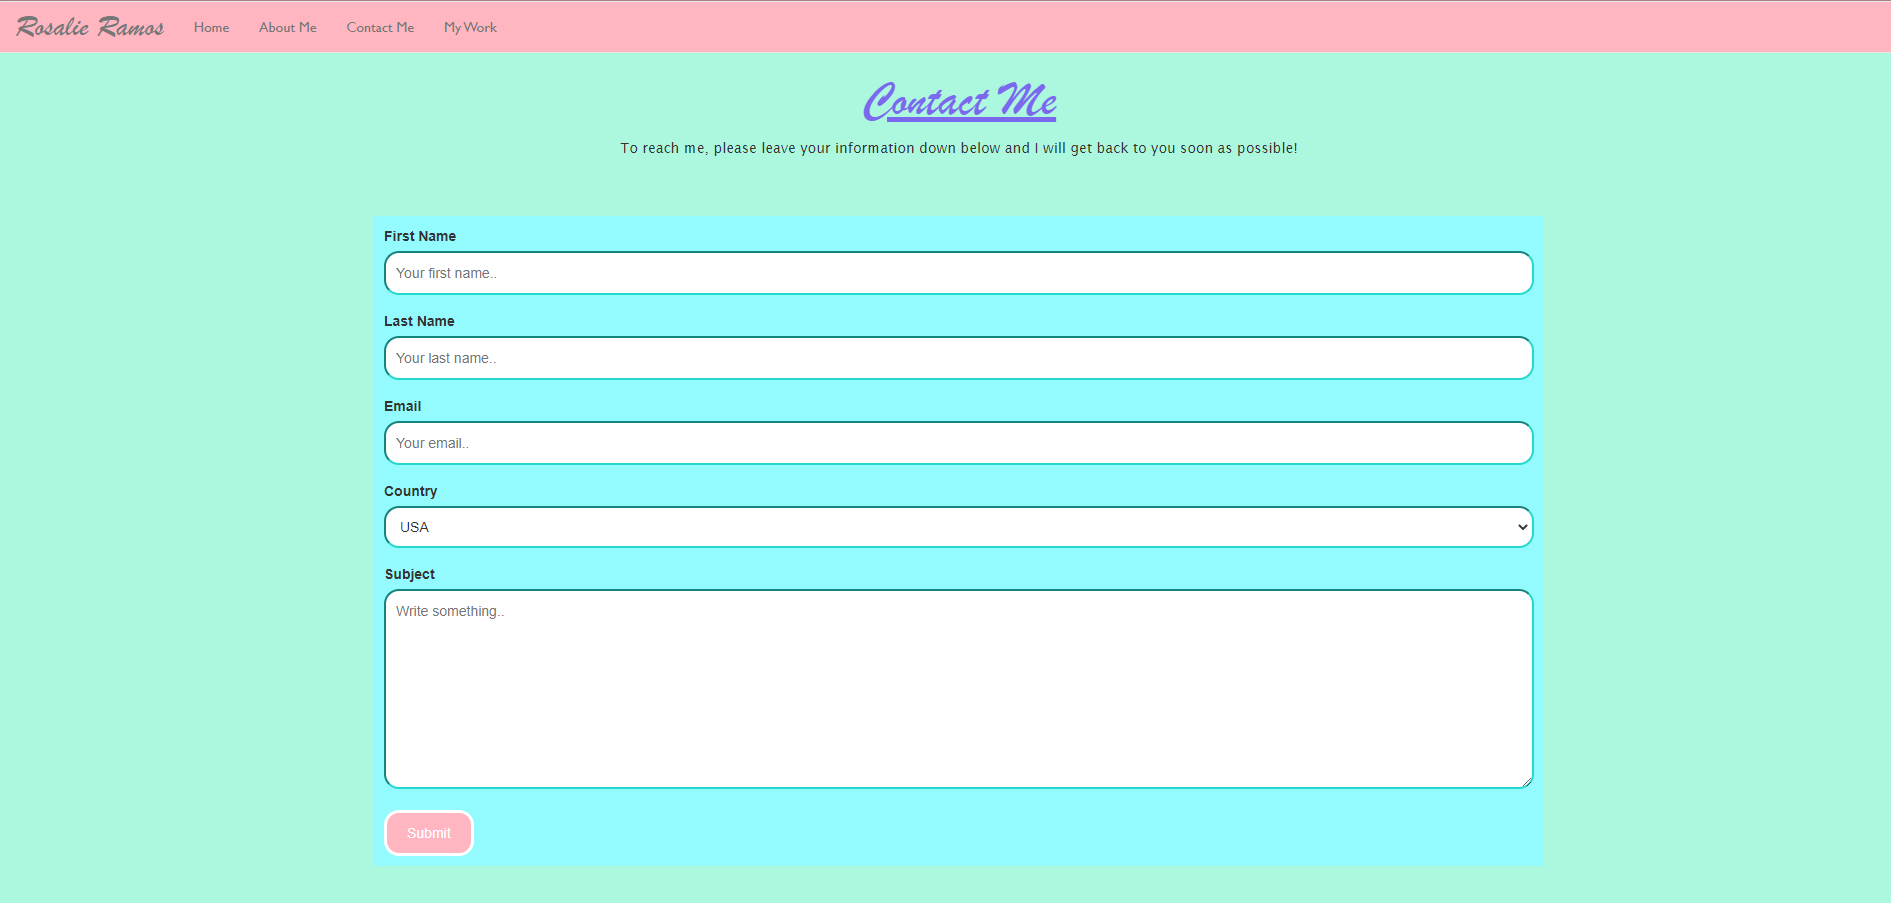 Rosalie Ramos Home About Me Contact Me My Work
Contact Me
To reach me, please leave your information down below and I will get back to you soon as possible!
First Name
Your first name..
Last Name
Your last name..
Email
Your email..
Country
USA
Subject
Write something..
Submit